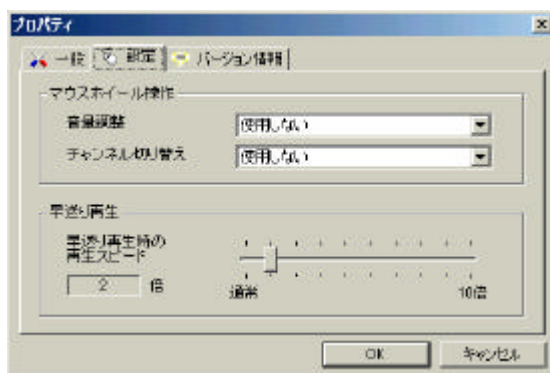 プロパティ
一般 設定 バージョン情報
マウスホイール操作
音量調整 使用しない
チャンネル切り替え 使用しない
早送り再生
早送り再生時の
再生スピード
2 倍
通常 10倍
OK キャンセル